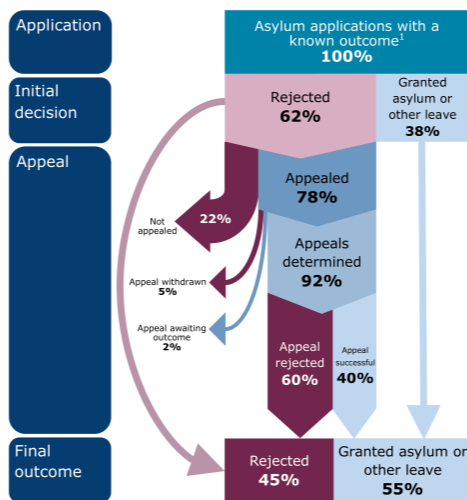 Application
Asylum applications with a
known outcome¹
100%
Initial
decision
Rejected
62%
Granted
asylum or
other leave
38%
Appeal
Appealed
78%
Not
appealed
22%
Appeals
determined
92%
Appeal withdrawn
5%
Appeal awaiting
outcome
2%
Appeal
rejected
60%
Appeal
successful
40%
Final
outcome
Rejected
45%
Granted asylum or
other leave
55%